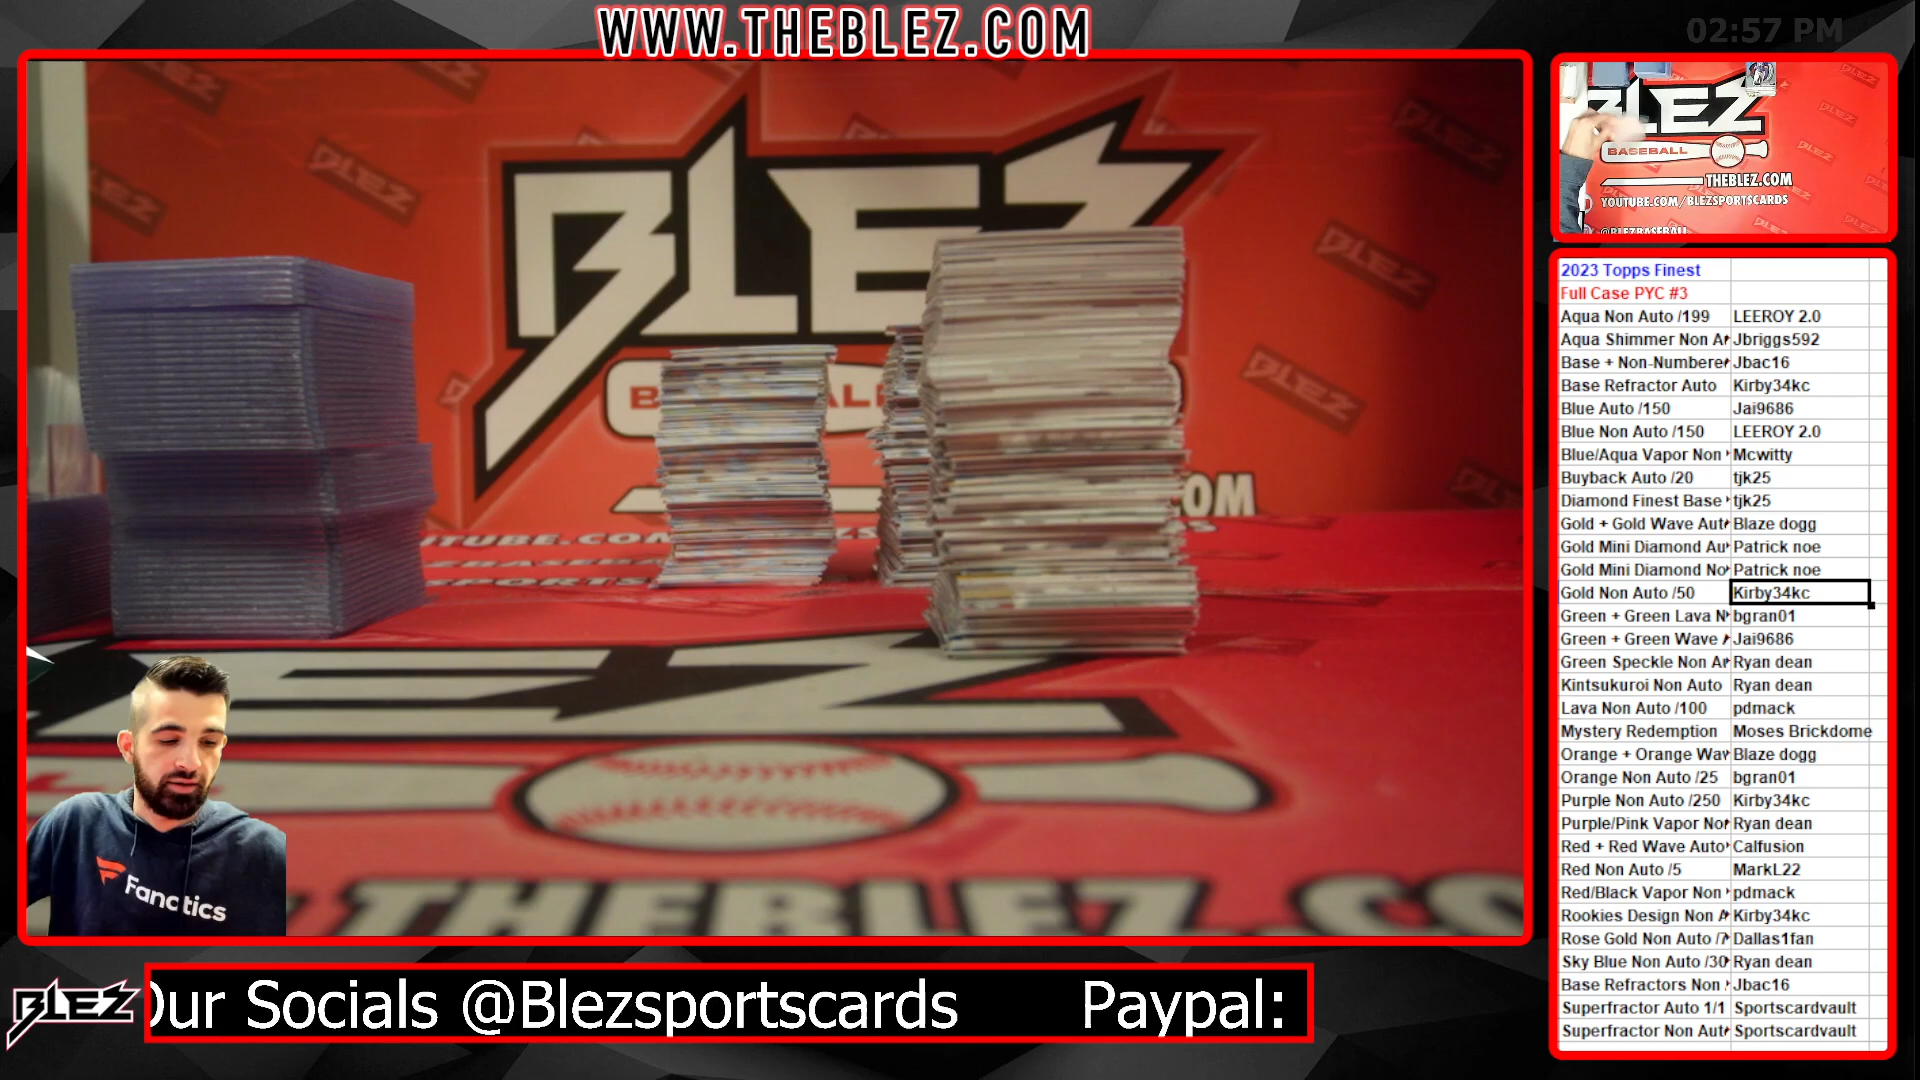 WWW.THEBLEZ.COM
02:57 PM
BLEZ
BLEZ
BASEBALL
THEBLEZ.COM
YOUTUBE.COM/BLEZSPORTSCARDS
@BLEZBASEBALL
THEBLEZ.CO
Fanatics
2023 Topps Finest
Full Case PYC #3
Aqua Non Auto /199 LEEROY 2.0
Aqua Shimmer Non A Jbriggs592
Base + Non-Numbere Jbac16
Base Refractor Auto Kirby34kc
Blue Auto /150 Jai9686
Blue Non Auto /150 LEEROY 2.0
Blue/Aqua Vapor Non Mcwitty
Buyback Auto /20 tjk25
Diamond Finest Base tjk25
Gold + Gold Wave Aut Blaze dogg
Gold Mini Diamond Au Patrick noe
Gold Mini Diamond No Patrick noe
Gold Non Auto /50 Kirby34kc
Green + Green Lava N bgran01
Green + Green Wave Jai9686
Green Speckle Non A Ryan dean
Kintsukuroi Non Auto Ryan dean
Lava Non Auto /100 pdmack
Mystery Redemption Moses Brickdome
Orange + Orange Wav Blaze dogg
Orange Non Auto /25 bgran01
Purple Non Auto /250 Kirby34kc
Purple/Pink Vapor No Ryan dean
Red + Red Wave Auto Calfusion
Red Non Auto /5 MarkL22
Red/Black Vapor Non pdmack
Rookies Design Non A Kirby34kc
Rose Gold Non Auto /7 Dallas1fan
Sky Blue Non Auto /30 Ryan dean
Base Refractors Non Jbac16
Superfractor Auto 1/1 Sportscardvault
Superfractor Non Aut Sportscardvault
BLEZ
Our Socials @Blezsportscards Paypal: